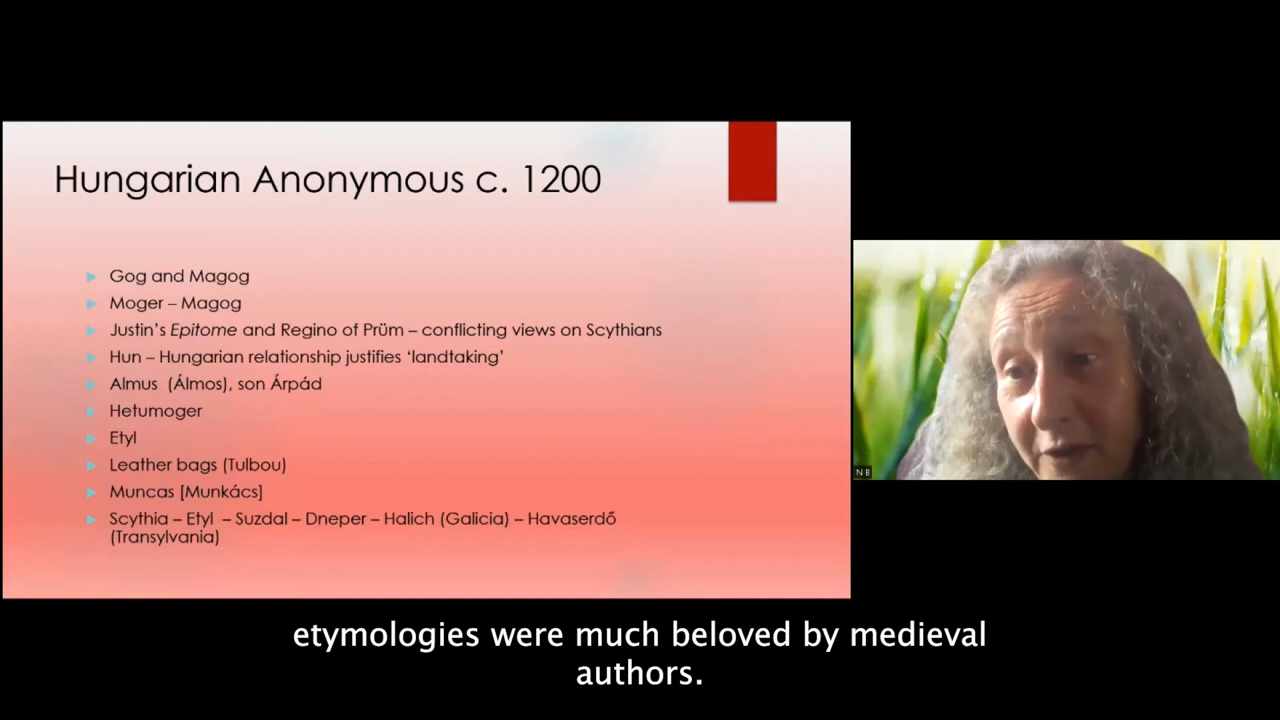 Hungarian Anonymous c. 1200
Gog and Magog
Moger – Magog
Justin's Epitome and Regino of Prüm – conflicting views on Scythians
Hun – Hungarian relationship justifies 'landtaking'
Almus (Álmos), son Árpád
Hetumoger
Etyl
Leather bags (Tulbou)
Muncas [Munkács]
Scythia – Etyl – Suzdal – Dneper – Halich (Galicia) – Havaserdő
(Transylvania)
N B
etymologies were much beloved by medieval
authors.